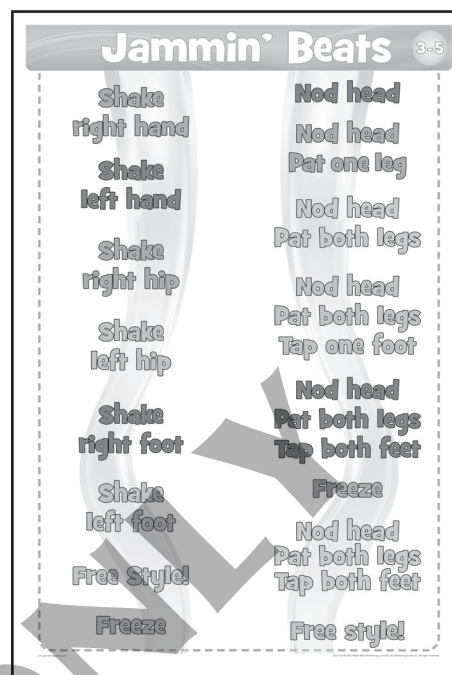 Jammin' Beats
3-5
Shake
right hand
Shake
left hand
Shake
right hip
Shake
left hip
Shake
right foot
Shake
left foot
Free Style!
Freeze
Nod head
Nod head
Pat one leg
Nod head
Pat both legs
Nod head
Pat both legs
Tap one foot
Nod head
Pat both legs
Tap both feet
Freeze
Nod head
Pat both legs
Tap both feet
Free style!
ONLY